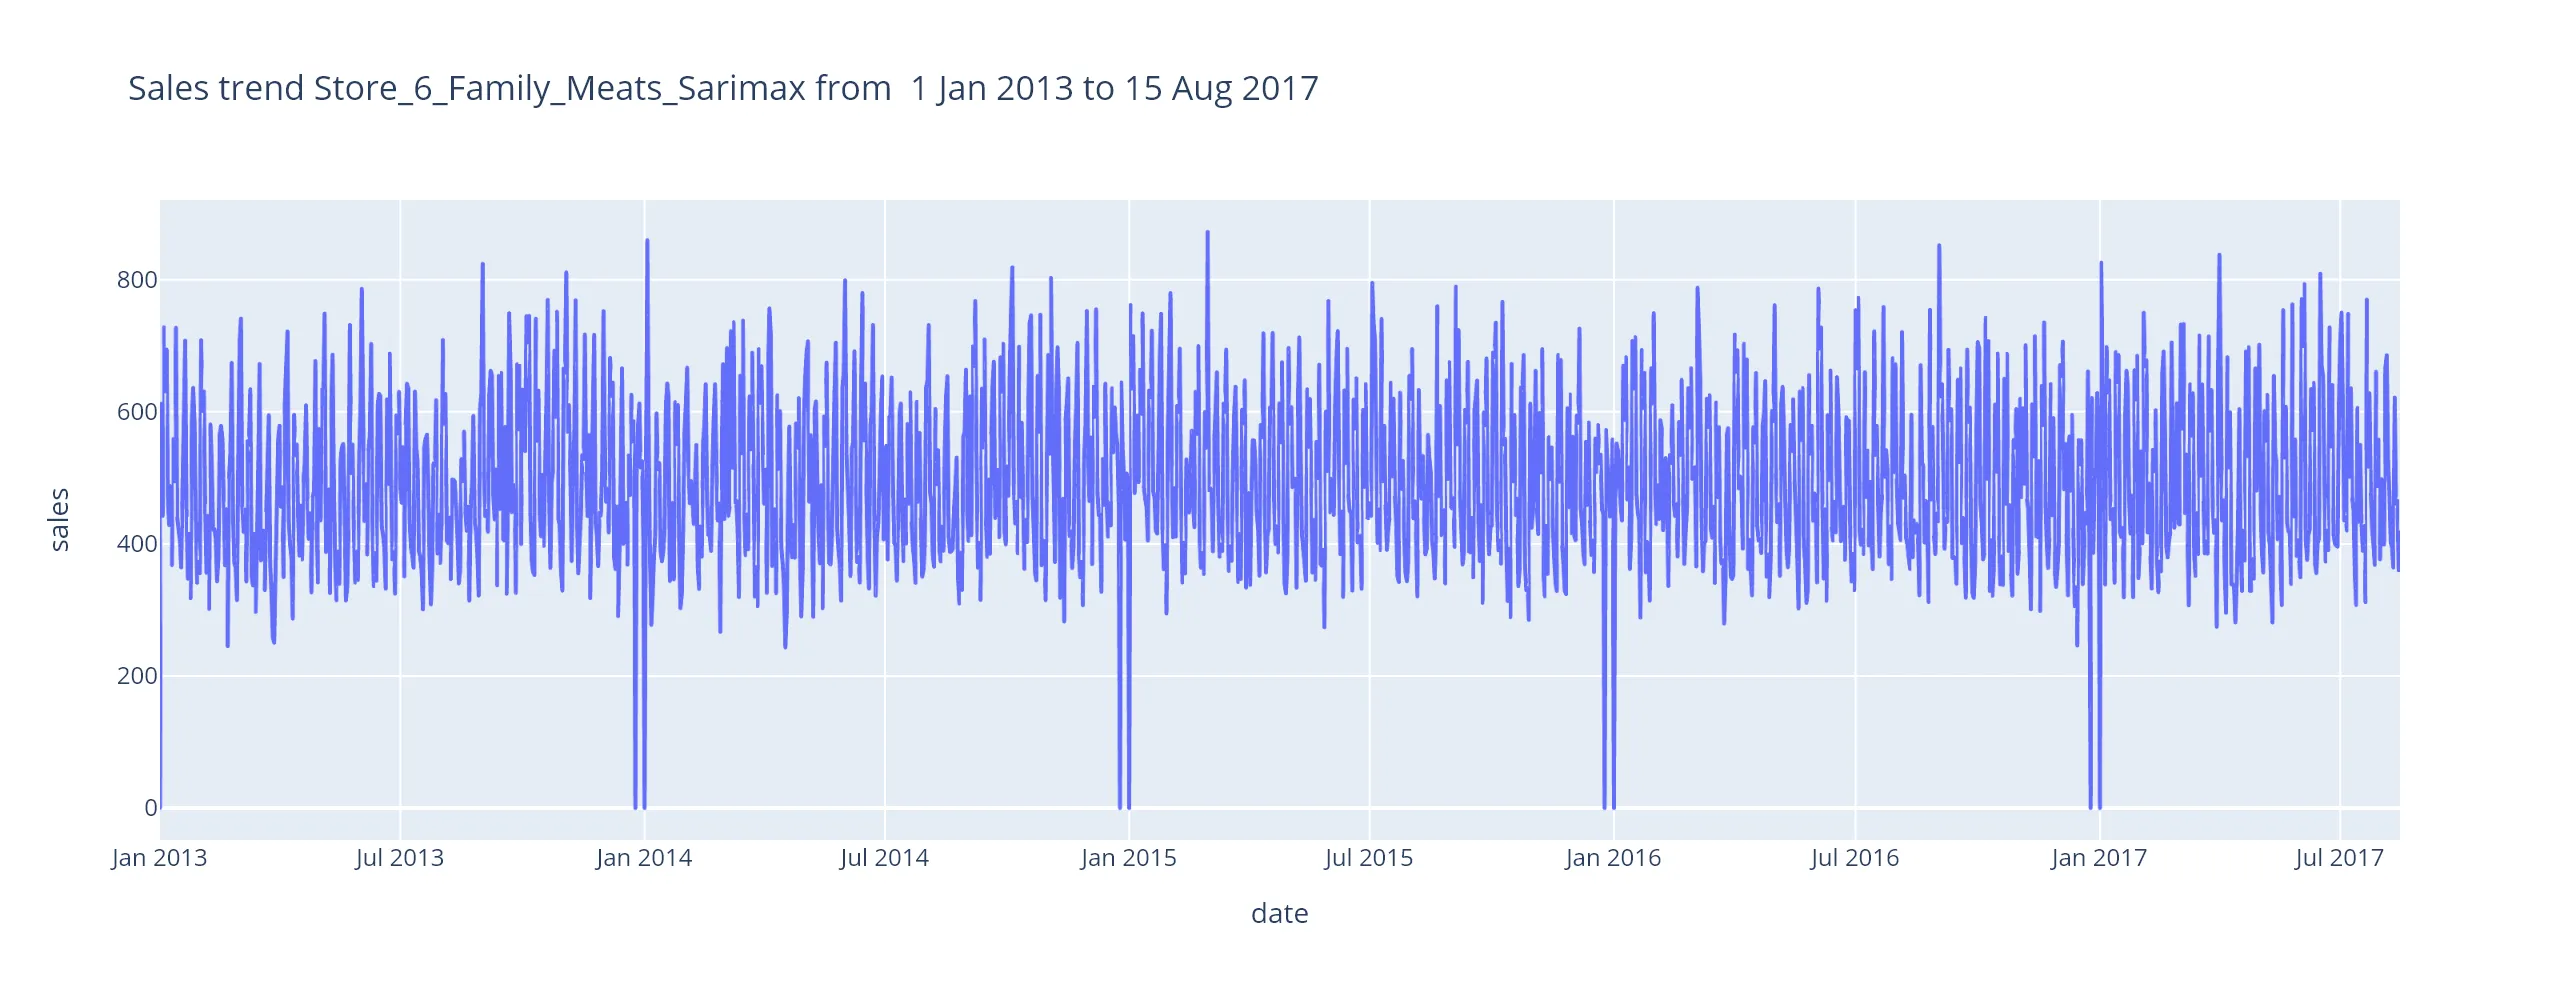 Sales trend Store_6_Family_Meats_Sarimax from  1 Jan 2013 to 15 Aug 2017
800
600
400
200
0
sales
Jan 2013 Jul 2013 Jan 2014 Jul 2014 Jan 2015 Jul 2015 Jan 2016 Jul 2016 Jan 2017 Jul 2017
date